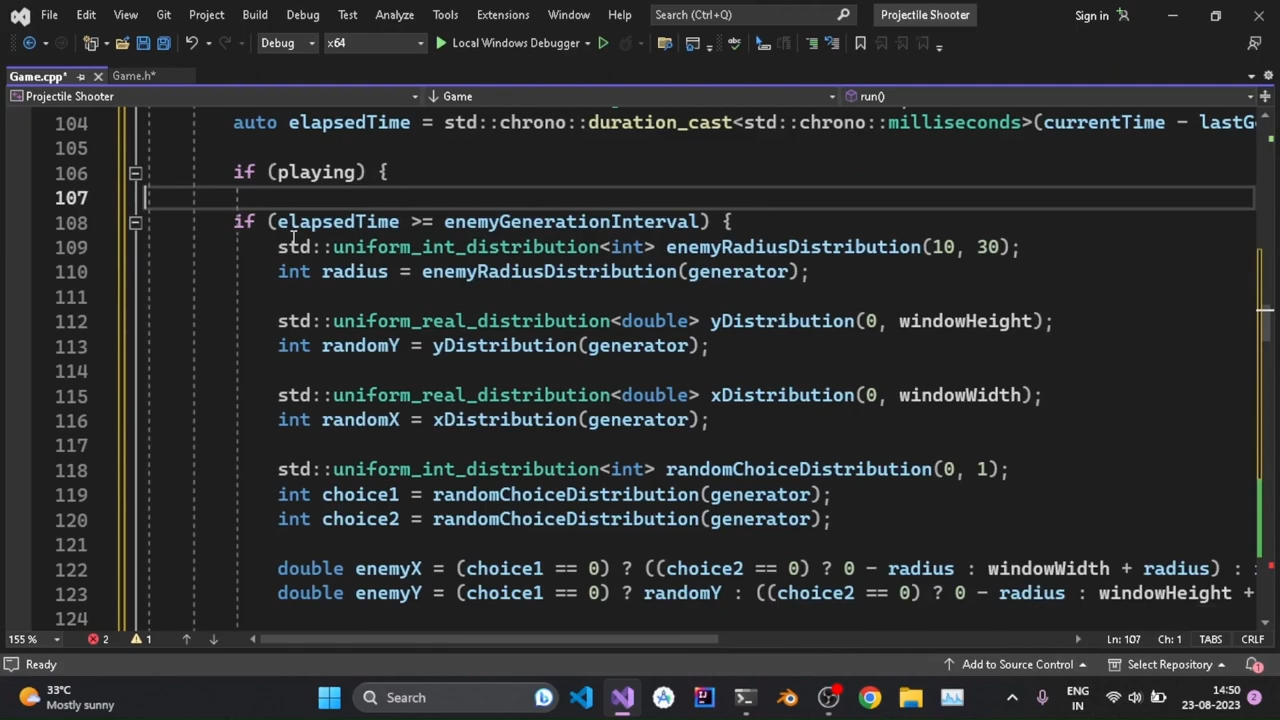 File Edit View Git Project Build Debug Test Analyze Tools Extensions Window Help Search (Ctrl+Q) Projectile Shooter Sign in
Debug x64 Local Windows Debugger
Game.cpp* Game.h*
Projectile Shooter Game run()
104 auto elapsedTime = std::chrono::duration_cast<std::chrono::milliseconds>(currentTime - lastGe
105
106 if (playing) {
107
108 if (elapsedTime >= enemyGenerationInterval) {
109 std::uniform_int_distribution<int> enemyRadiusDistribution(10, 30);
110 int radius = enemyRadiusDistribution(generator);
111
112 std::uniform_real_distribution<double> yDistribution(0, windowHeight);
113 int randomY = yDistribution(generator);
114
115 std::uniform_real_distribution<double> xDistribution(0, windowWidth);
116 int randomX = xDistribution(generator);
117
118 std::uniform_int_distribution<int> randomChoiceDistribution(0, 1);
119 int choice1 = randomChoiceDistribution(generator);
120 int choice2 = randomChoiceDistribution(generator);
121
122 double enemyX = (choice1 == 0) ? ((choice2 == 0) ? 0 - radius : windowWidth + radius) :
123 double enemyY = (choice1 == 0) ? randomY : ((choice2 == 0) ? 0 - radius : windowHeight +
124
155 % 2 1 Ln: 107 Ch: 1 TABS CRLF
Ready Add to Source Control Select Repository 2
33°C Search ENG 14:50
Mostly sunny IN 23-08-2023 2